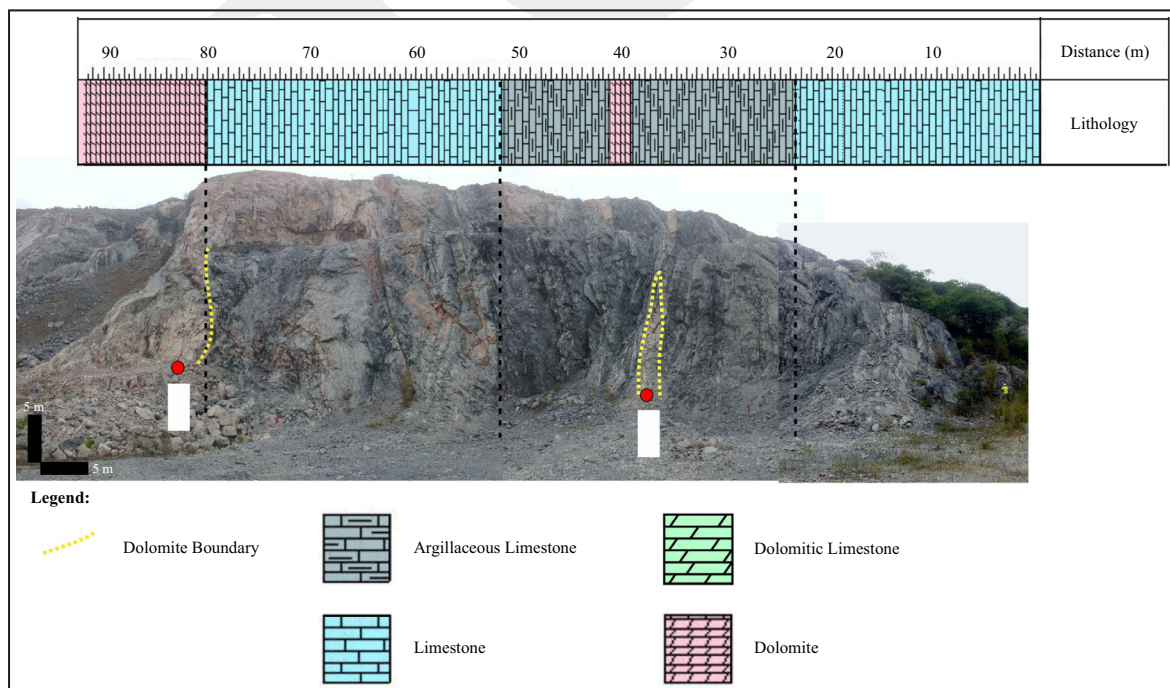 90 80 70 60 50 40 30 20 10 Distance (m)
Lithology
5 m
5 m
Legend:
Dolomite Boundary
Argillaceous Limestone
Dolomitic Limestone
Limestone
Dolomite